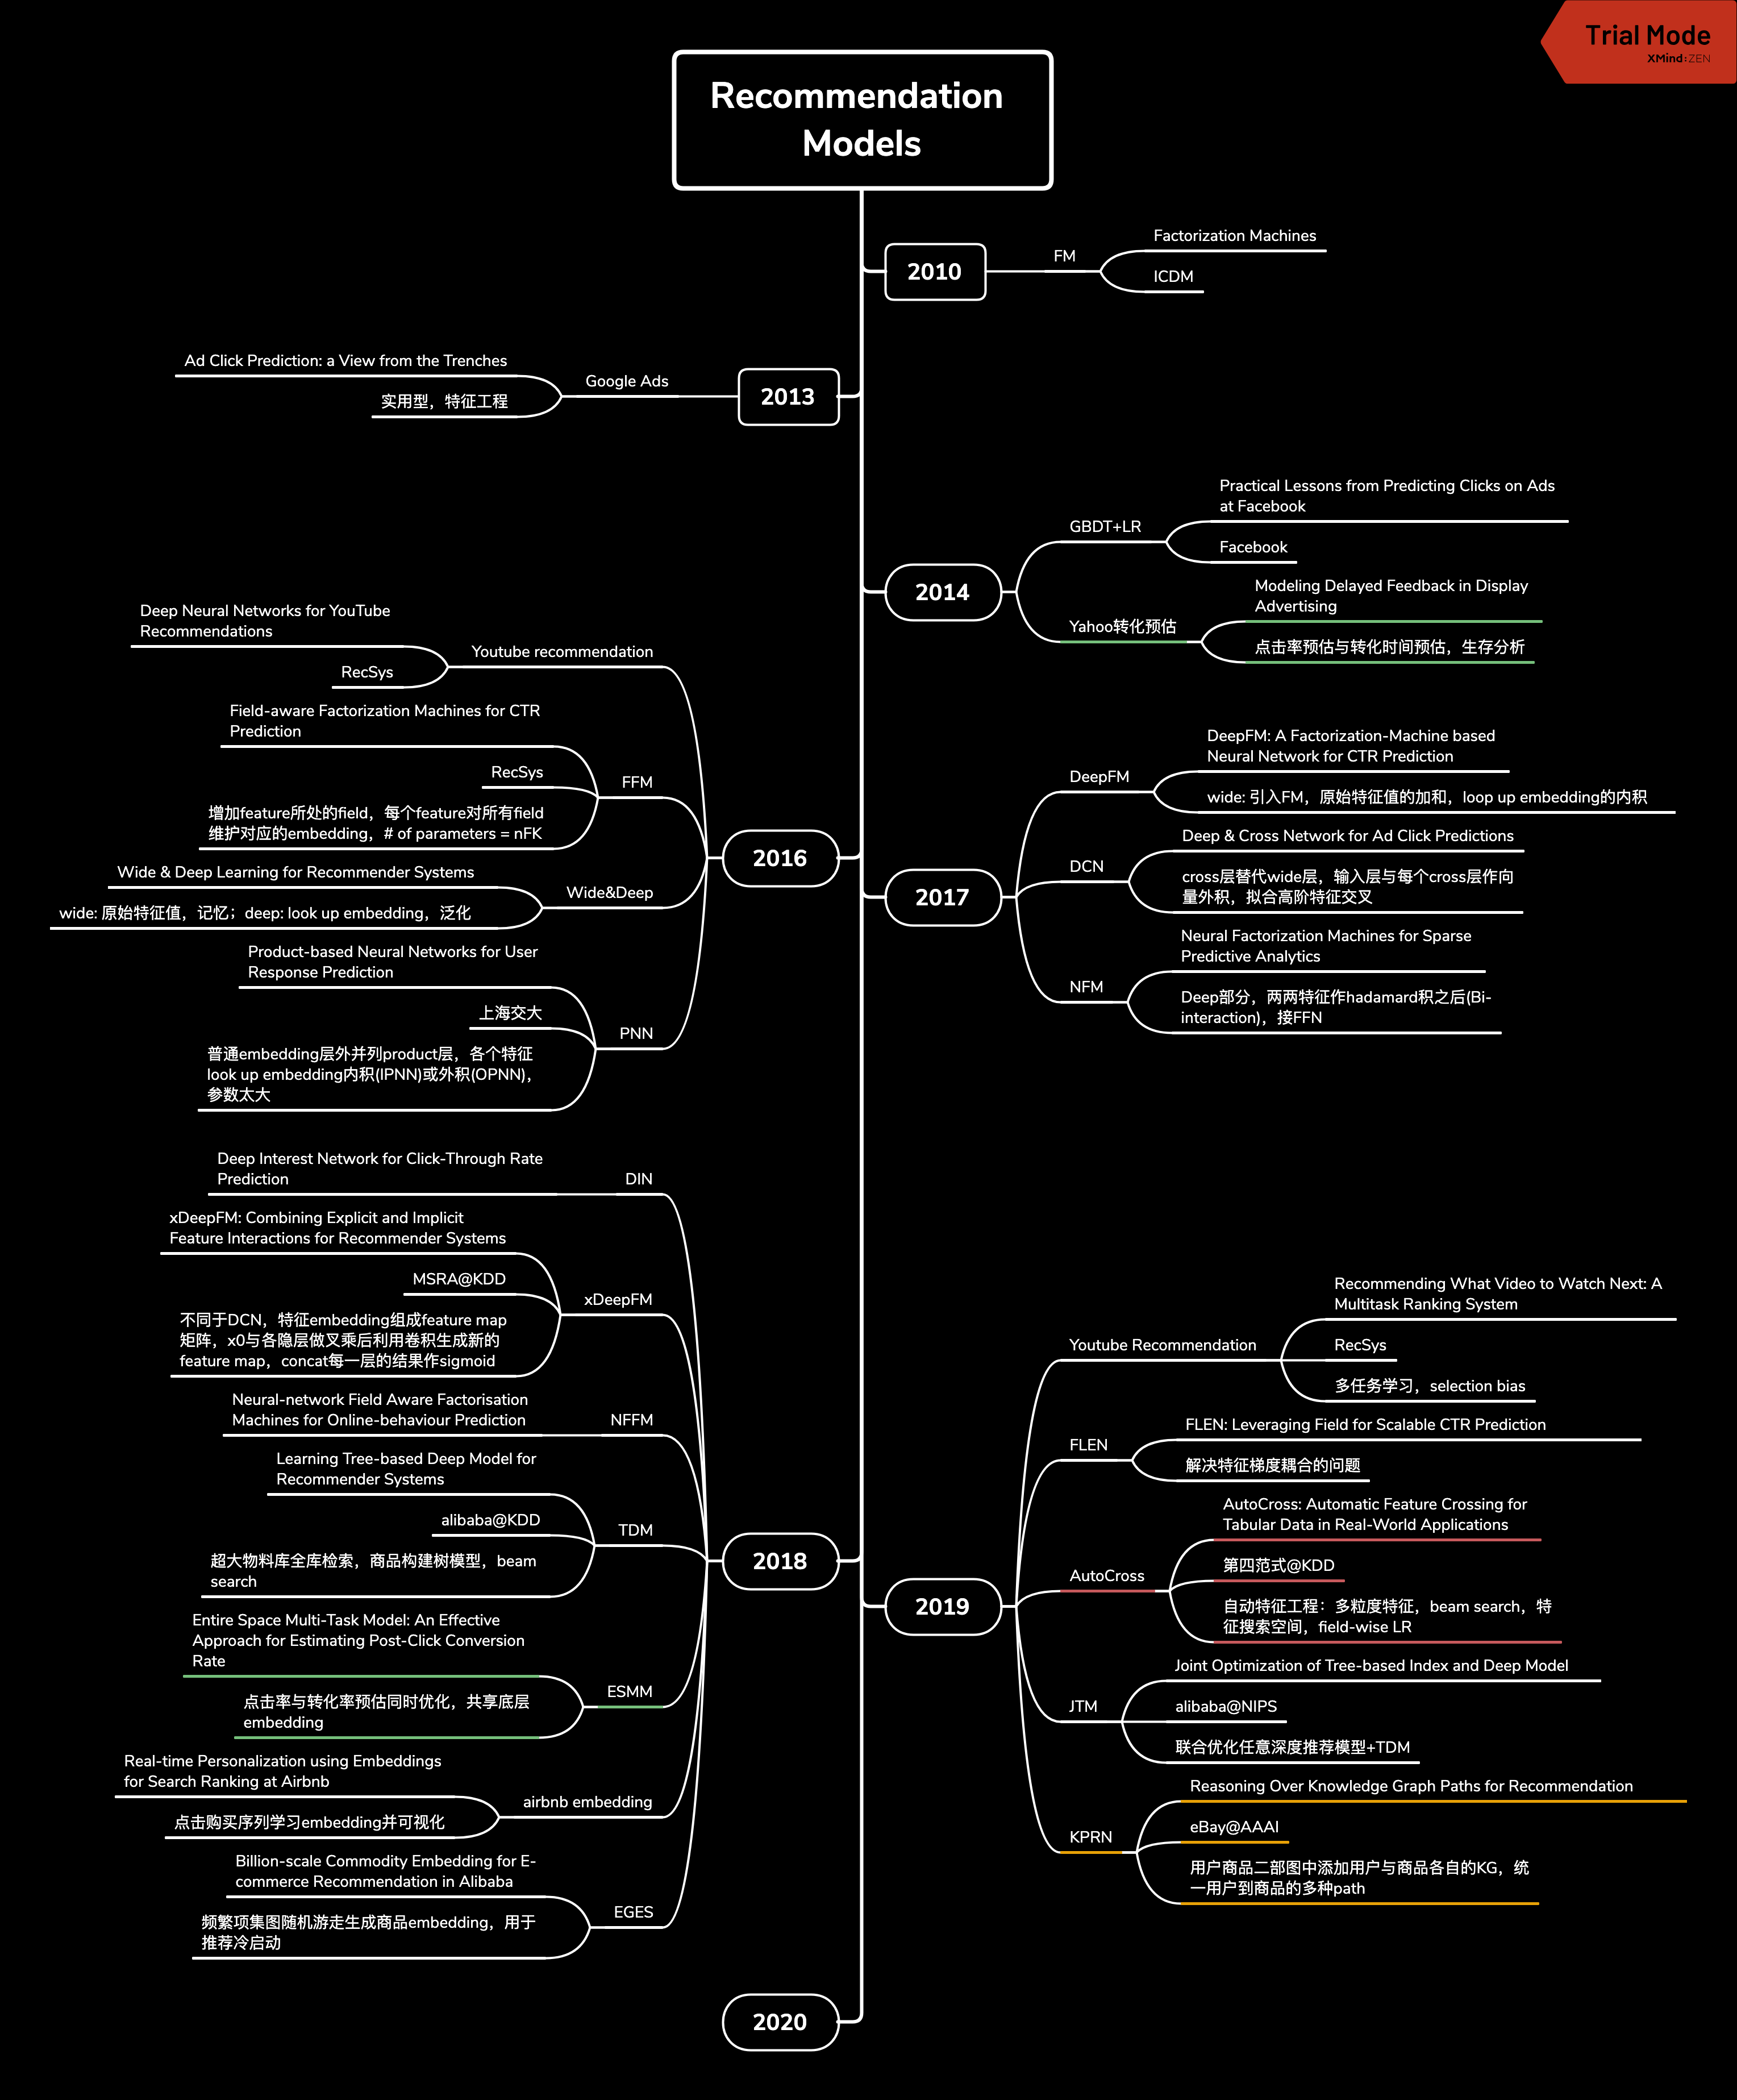 Trial Mode
XMind:ZEN
Recommendation
Models
2010
FM
Factorization Machines
ICDM
2013
Google Ads
Ad Click Prediction: a View from the Trenches
实用型，特征工程
2014
GBDT+LR
Practical Lessons from Predicting Clicks on Ads
at Facebook
Facebook
Yahoo转化预估
Modeling Delayed Feedback in Display
Advertising
点击率预估与转化时间预估，生存分析
2016
Youtube recommendation
Deep Neural Networks for YouTube
Recommendations
RecSys
FFM
Field-aware Factorization Machines for CTR
Prediction
RecSys
增加feature所处的field，每个feature对所有field
维护对应的embedding，# of parameters = nFK
Wide&Deep
Wide & Deep Learning for Recommender Systems
wide: 原始特征值，记忆；deep: look up embedding，泛化
PNN
Product-based Neural Networks for User
Response Prediction
上海交大
普通embedding层外并列product层，各个特征
look up embedding内积(IPNN)或外积(OPNN)，
参数太大
2017
DeepFM
DeepFM: A Factorization-Machine based
Neural Network for CTR Prediction
wide: 引入FM，原始特征值的加和，loop up embedding的内积
DCN
Deep & Cross Network for Ad Click Predictions
cross层替代wide层，输入层与每个cross层作向
量外积，拟合高阶特征交叉
NFM
Neural Factorization Machines for Sparse
Predictive Analytics
Deep部分，两两特征作hadamard积之后(Bi-
interaction)，接FFN
2018
DIN
Deep Interest Network for Click-Through Rate
Prediction
xDeepFM
xDeepFM: Combining Explicit and Implicit
Feature Interactions for Recommender Systems
MSRA@KDD
不同于DCN，特征embedding组成feature map
矩阵，x0与各隐层做叉乘后利用卷积生成新的
feature map，concat每一层的结果作sigmoid
NFFM
Neural-network Field Aware Factorisation
Machines for Online-behaviour Prediction
TDM
Learning Tree-based Deep Model for
Recommender Systems
alibaba@KDD
超大物料库全库检索，商品构建树模型，beam
search
ESMM
Entire Space Multi-Task Model: An Effective
Approach for Estimating Post-Click Conversion
Rate
点击率与转化率预估同时优化，共享底层
embedding
airbnb embedding
Real-time Personalization using Embeddings
for Search Ranking at Airbnb
点击购买序列学习embedding并可视化
EGES
Billion-scale Commodity Embedding for E-
commerce Recommendation in Alibaba
频繁项集图随机游走生成商品embedding，用于
推荐冷启动
2019
Youtube Recommendation
Recommending What Video to Watch Next: A
Multitask Ranking System
RecSys
多任务学习，selection bias
FLEN
FLEN: Leveraging Field for Scalable CTR Prediction
解决特征梯度耦合的问题
AutoCross
AutoCross: Automatic Feature Crossing for
Tabular Data in Real-World Applications
第四范式@KDD
自动特征工程：多粒度特征，beam search，特
征搜索空间，field-wise LR
JTM
Joint Optimization of Tree-based Index and Deep Model
alibaba@NIPS
联合优化任意深度推荐模型+TDM
KPRN
Reasoning Over Knowledge Graph Paths for Recommendation
eBay@AAAI
用户商品二部图中添加用户与商品各自的KG，统
一用户到商品的多种path
2020